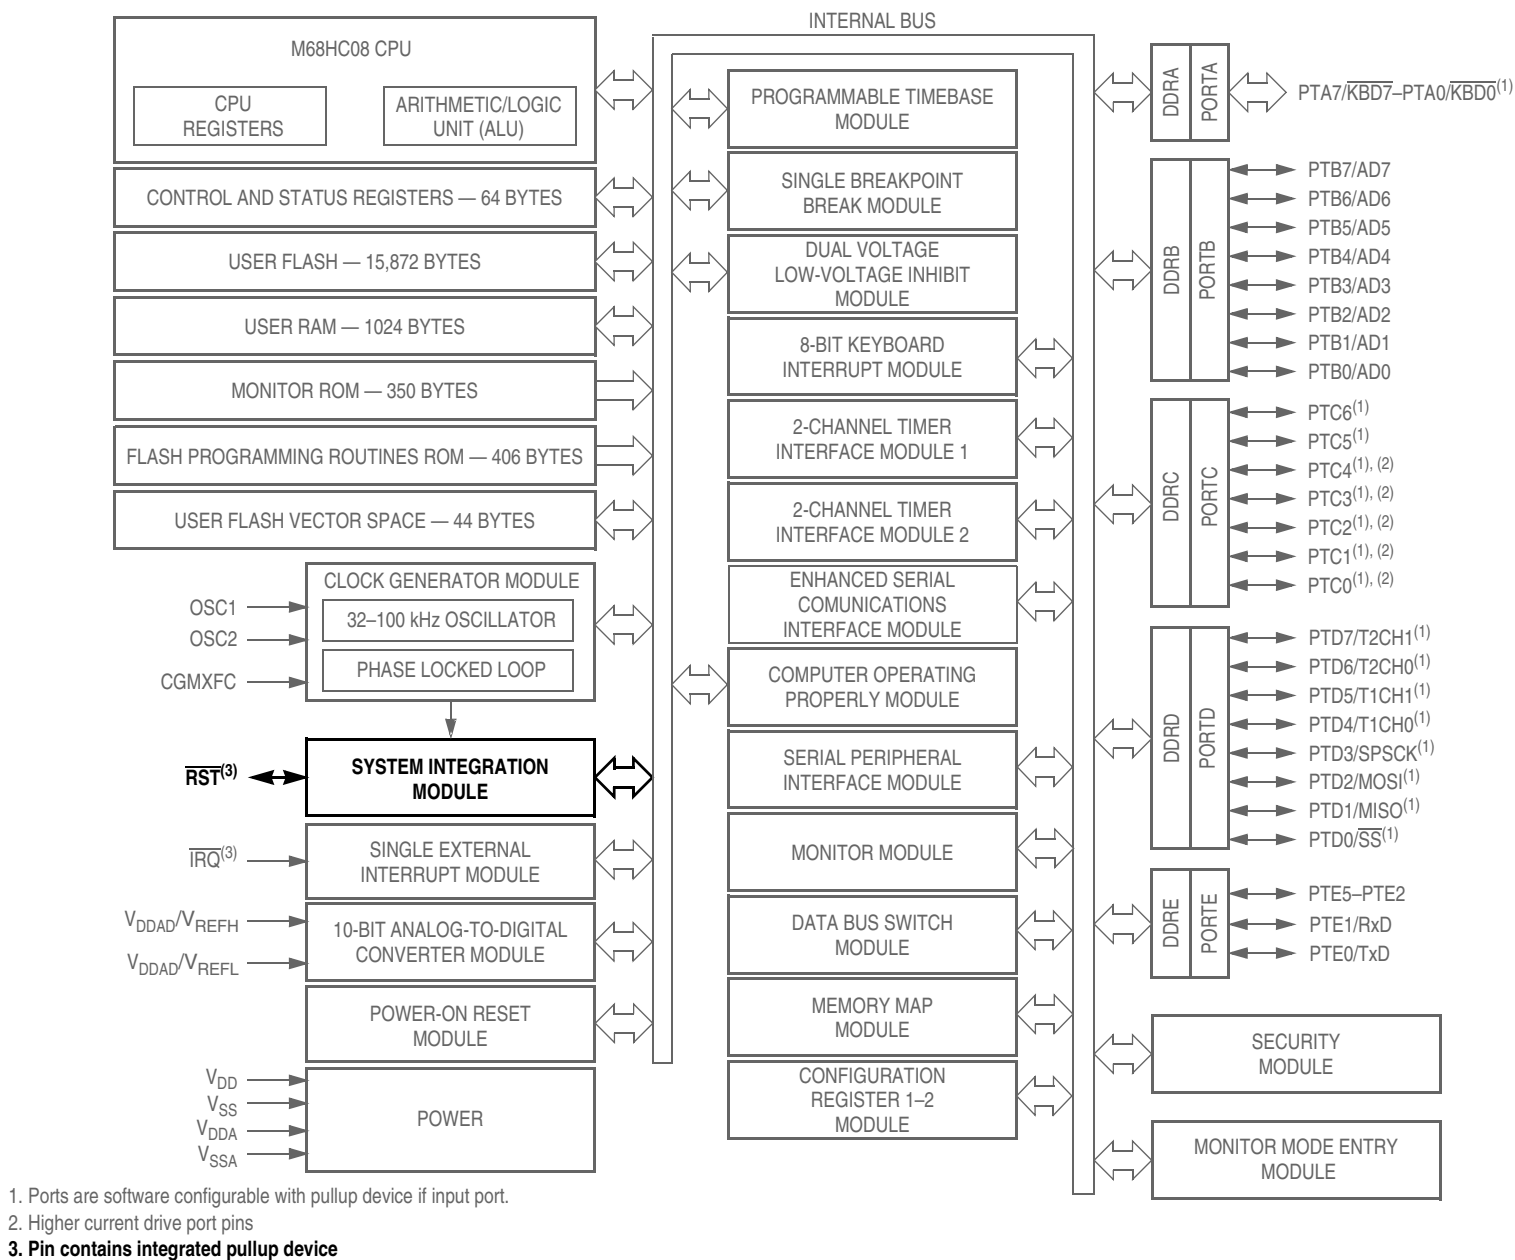 INTERNAL BUS
M68HC08 CPU
CPU
REGISTERS
ARITHMETIC/LOGIC
UNIT (ALU)
CONTROL AND STATUS REGISTERS — 64 BYTES
USER FLASH — 15,872 BYTES
USER RAM — 1024 BYTES
MONITOR ROM — 350 BYTES
FLASH PROGRAMMING ROUTINES ROM — 406 BYTES
USER FLASH VECTOR SPACE — 44 BYTES
CLOCK GENERATOR MODULE
32–100 kHz OSCILLATOR
PHASE LOCKED LOOP
OSC1
OSC2
CGMXFC
SYSTEM INTEGRATION
MODULE
R̅S̅T̅(3)
SINGLE EXTERNAL
INTERRUPT MODULE
I̅R̅Q̅(3)
10-BIT ANALOG-TO-DIGITAL
CONVERTER MODULE
VDDAD/VREFH
VDDAD/VREFL
POWER-ON RESET
MODULE
POWER
VDD
VSS
VDDA
VSSA
PROGRAMMABLE TIMEBASE
MODULE
SINGLE BREAKPOINT
BREAK MODULE
DUAL VOLTAGE
LOW-VOLTAGE INHIBIT
MODULE
8-BIT KEYBOARD
INTERRUPT MODULE
2-CHANNEL TIMER
INTERFACE MODULE 1
2-CHANNEL TIMER
INTERFACE MODULE 2
ENHANCED SERIAL
COMUNICATIONS
INTERFACE MODULE
COMPUTER OPERATING
PROPERLY MODULE
SERIAL PERIPHERAL
INTERFACE MODULE
MONITOR MODULE
DATA BUS SWITCH
MODULE
MEMORY MAP
MODULE
CONFIGURATION
REGISTER 1–2
MODULE
DDRA
PORTA
PTA7/K̅B̅D̅7̅–PTA0/K̅B̅D̅0̅(1)
DDRB
PORTB
PTB7/AD7
PTB6/AD6
PTB5/AD5
PTB4/AD4
PTB3/AD3
PTB2/AD2
PTB1/AD1
PTB0/AD0
DDRC
PORTC
PTC6(1)
PTC5(1)
PTC4(1), (2)
PTC3(1), (2)
PTC2(1), (2)
PTC1(1), (2)
PTC0(1), (2)
DDRD
PORTD
PTD7/T2CH1(1)
PTD6/T2CH0(1)
PTD5/T1CH1(1)
PTD4/T1CH0(1)
PTD3/SPSCK(1)
PTD2/MOSI(1)
PTD1/MISO(1)
PTD0/S̅S̅(1)
DDRE
PORTE
PTE5–PTE2
PTE1/RxD
PTE0/TxD
SECURITY
MODULE
MONITOR MODE ENTRY
MODULE
1. Ports are software configurable with pullup device if input port.
2. Higher current drive port pins
3. Pin contains integrated pullup device